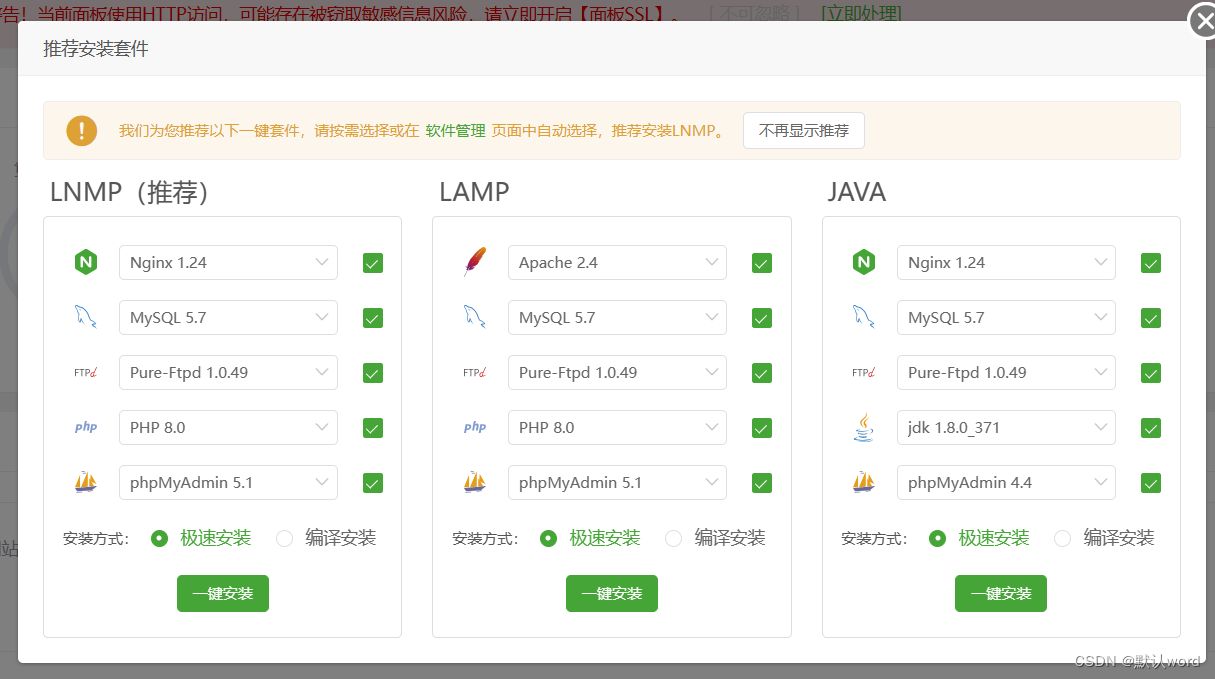 警告！当前面板使用HTTP访问，可能存在被窃取敏感信息风险，请立即开启【面板SSL】。 [ 不可忽略 ] [立即处理]
推荐安装套件
我们为您推荐以下一键套件，请按需选择或在 软件管理 页面中自动选择，推荐安装LNMP。 不再显示推荐
LNMP（推荐）
Nginx 1.24
MySQL 5.7
FTPd
Pure-Ftpd 1.0.49
php
PHP 8.0
phpMyAdmin 5.1
安装方式： 极速安装 编译安装
一键安装
LAMP
Apache 2.4
MySQL 5.7
FTPd
Pure-Ftpd 1.0.49
php
PHP 8.0
phpMyAdmin 5.1
安装方式： 极速安装 编译安装
一键安装
JAVA
Nginx 1.24
MySQL 5.7
FTPd
Pure-Ftpd 1.0.49
jdk 1.8.0_371
phpMyAdmin 4.4
安装方式： 极速安装 编译安装
一键安装
CSDN @默认word